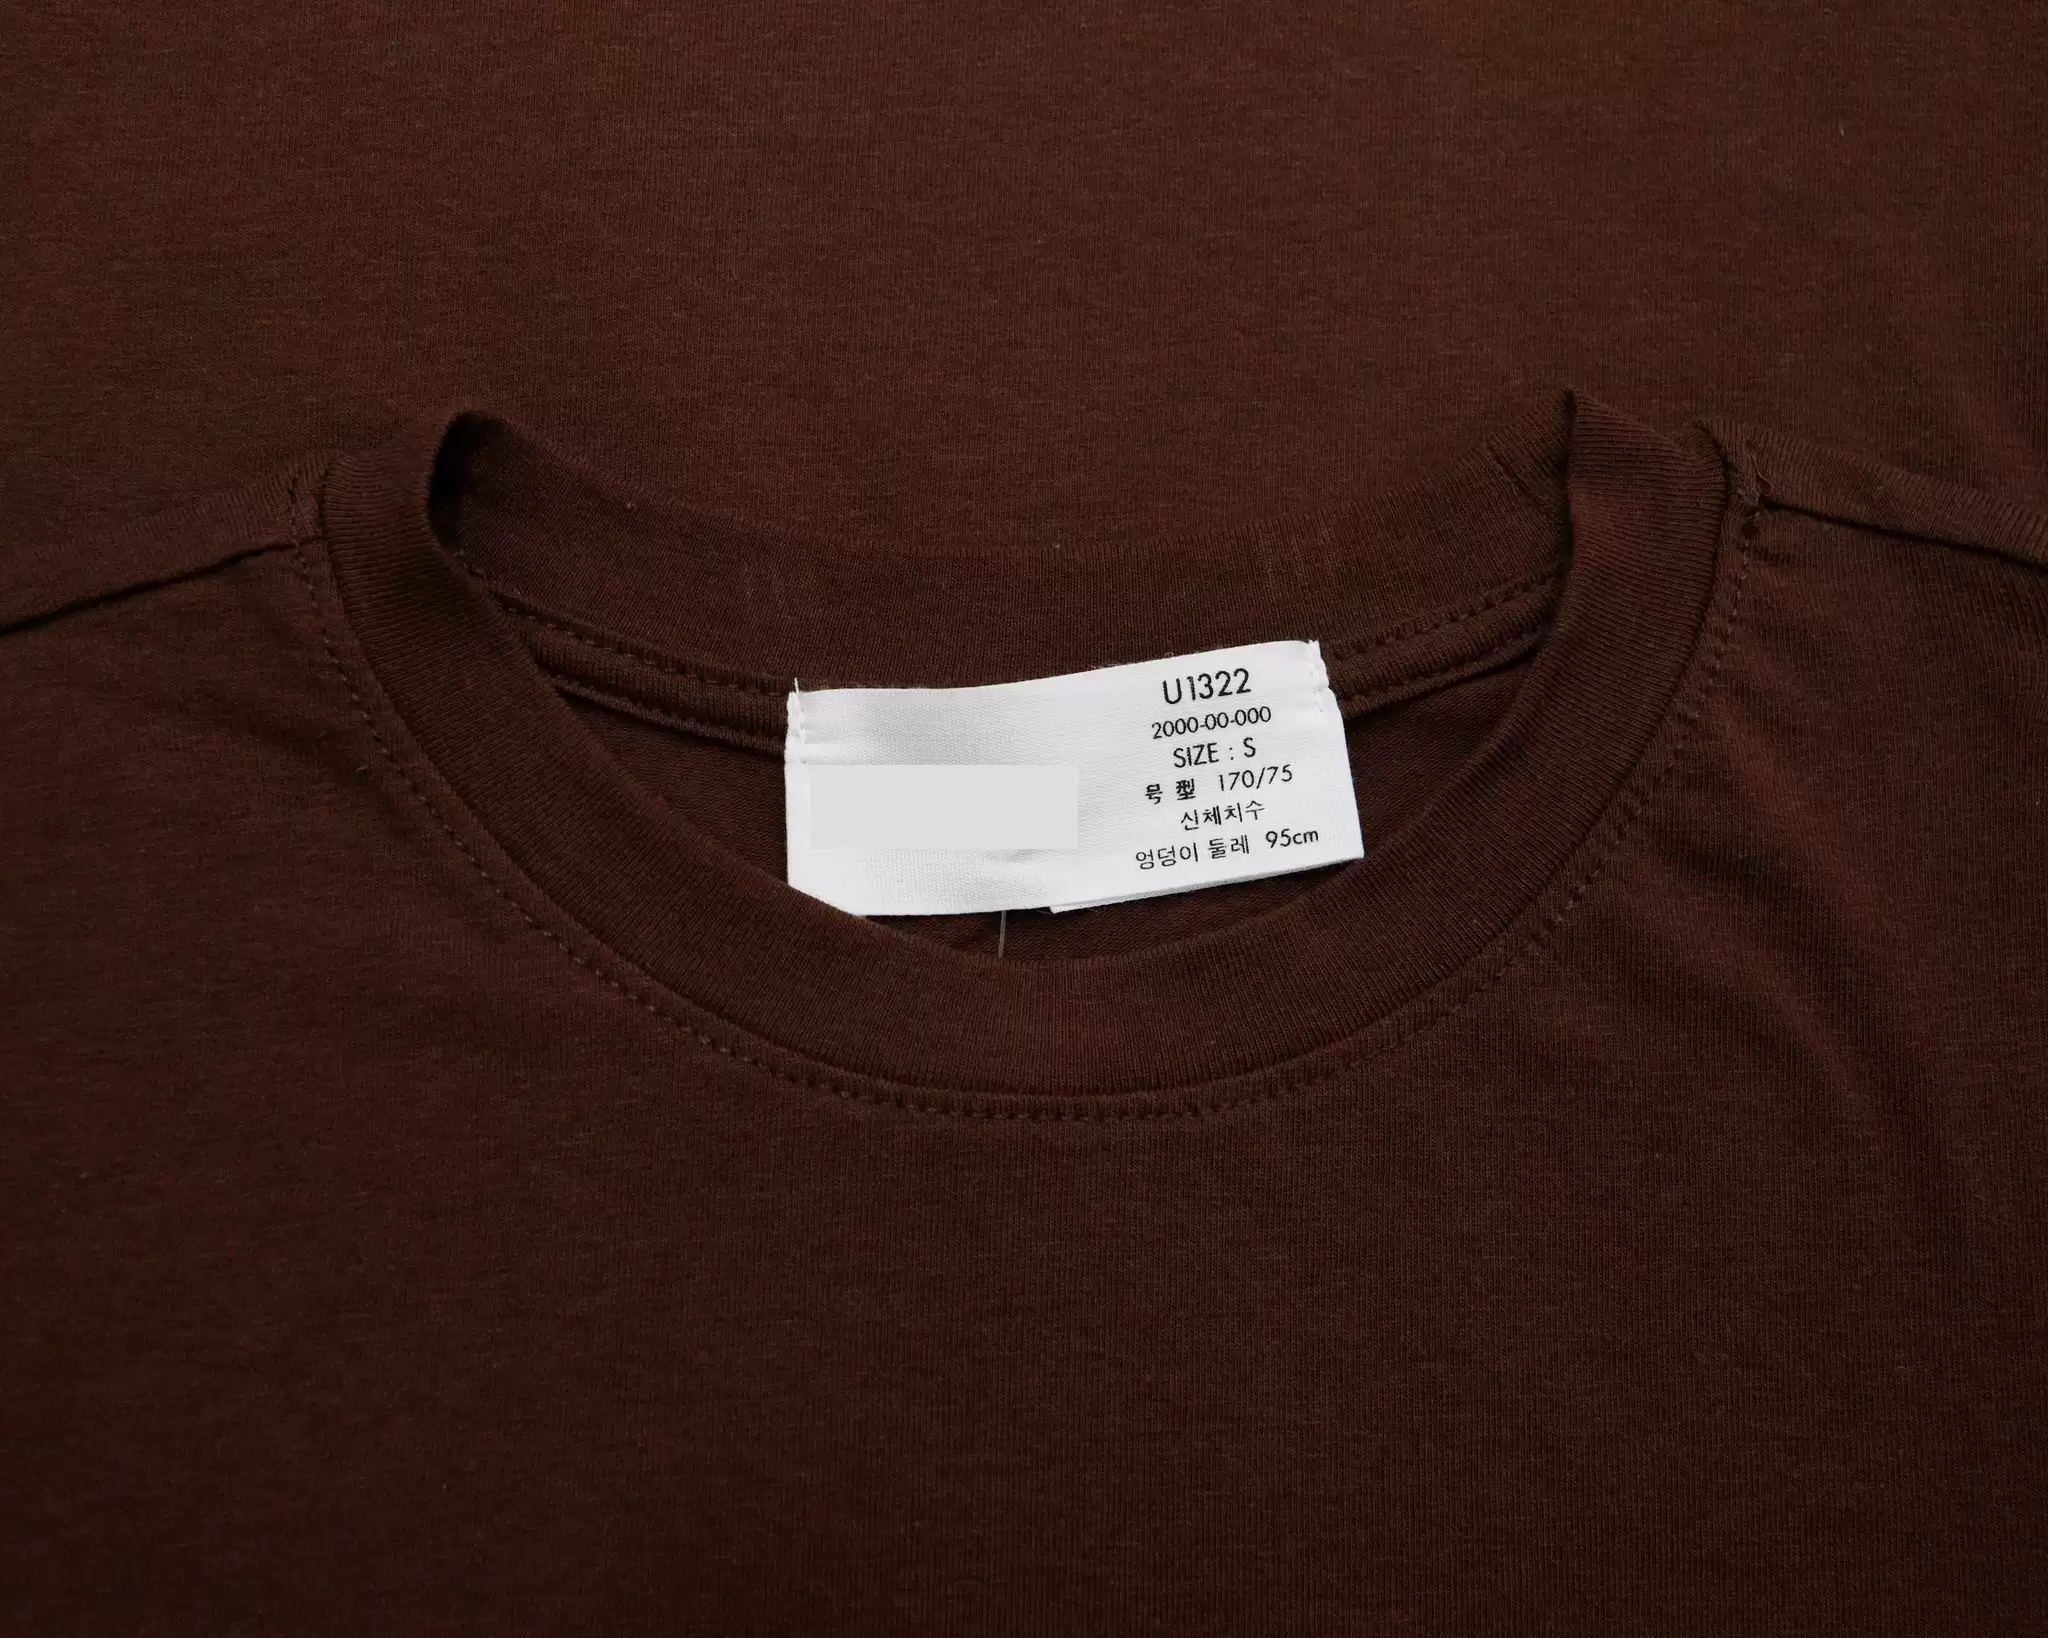 U1322
2000-00-000
SIZE : S
号 型 170/75
신체치수
엉덩이 둘레 95cm